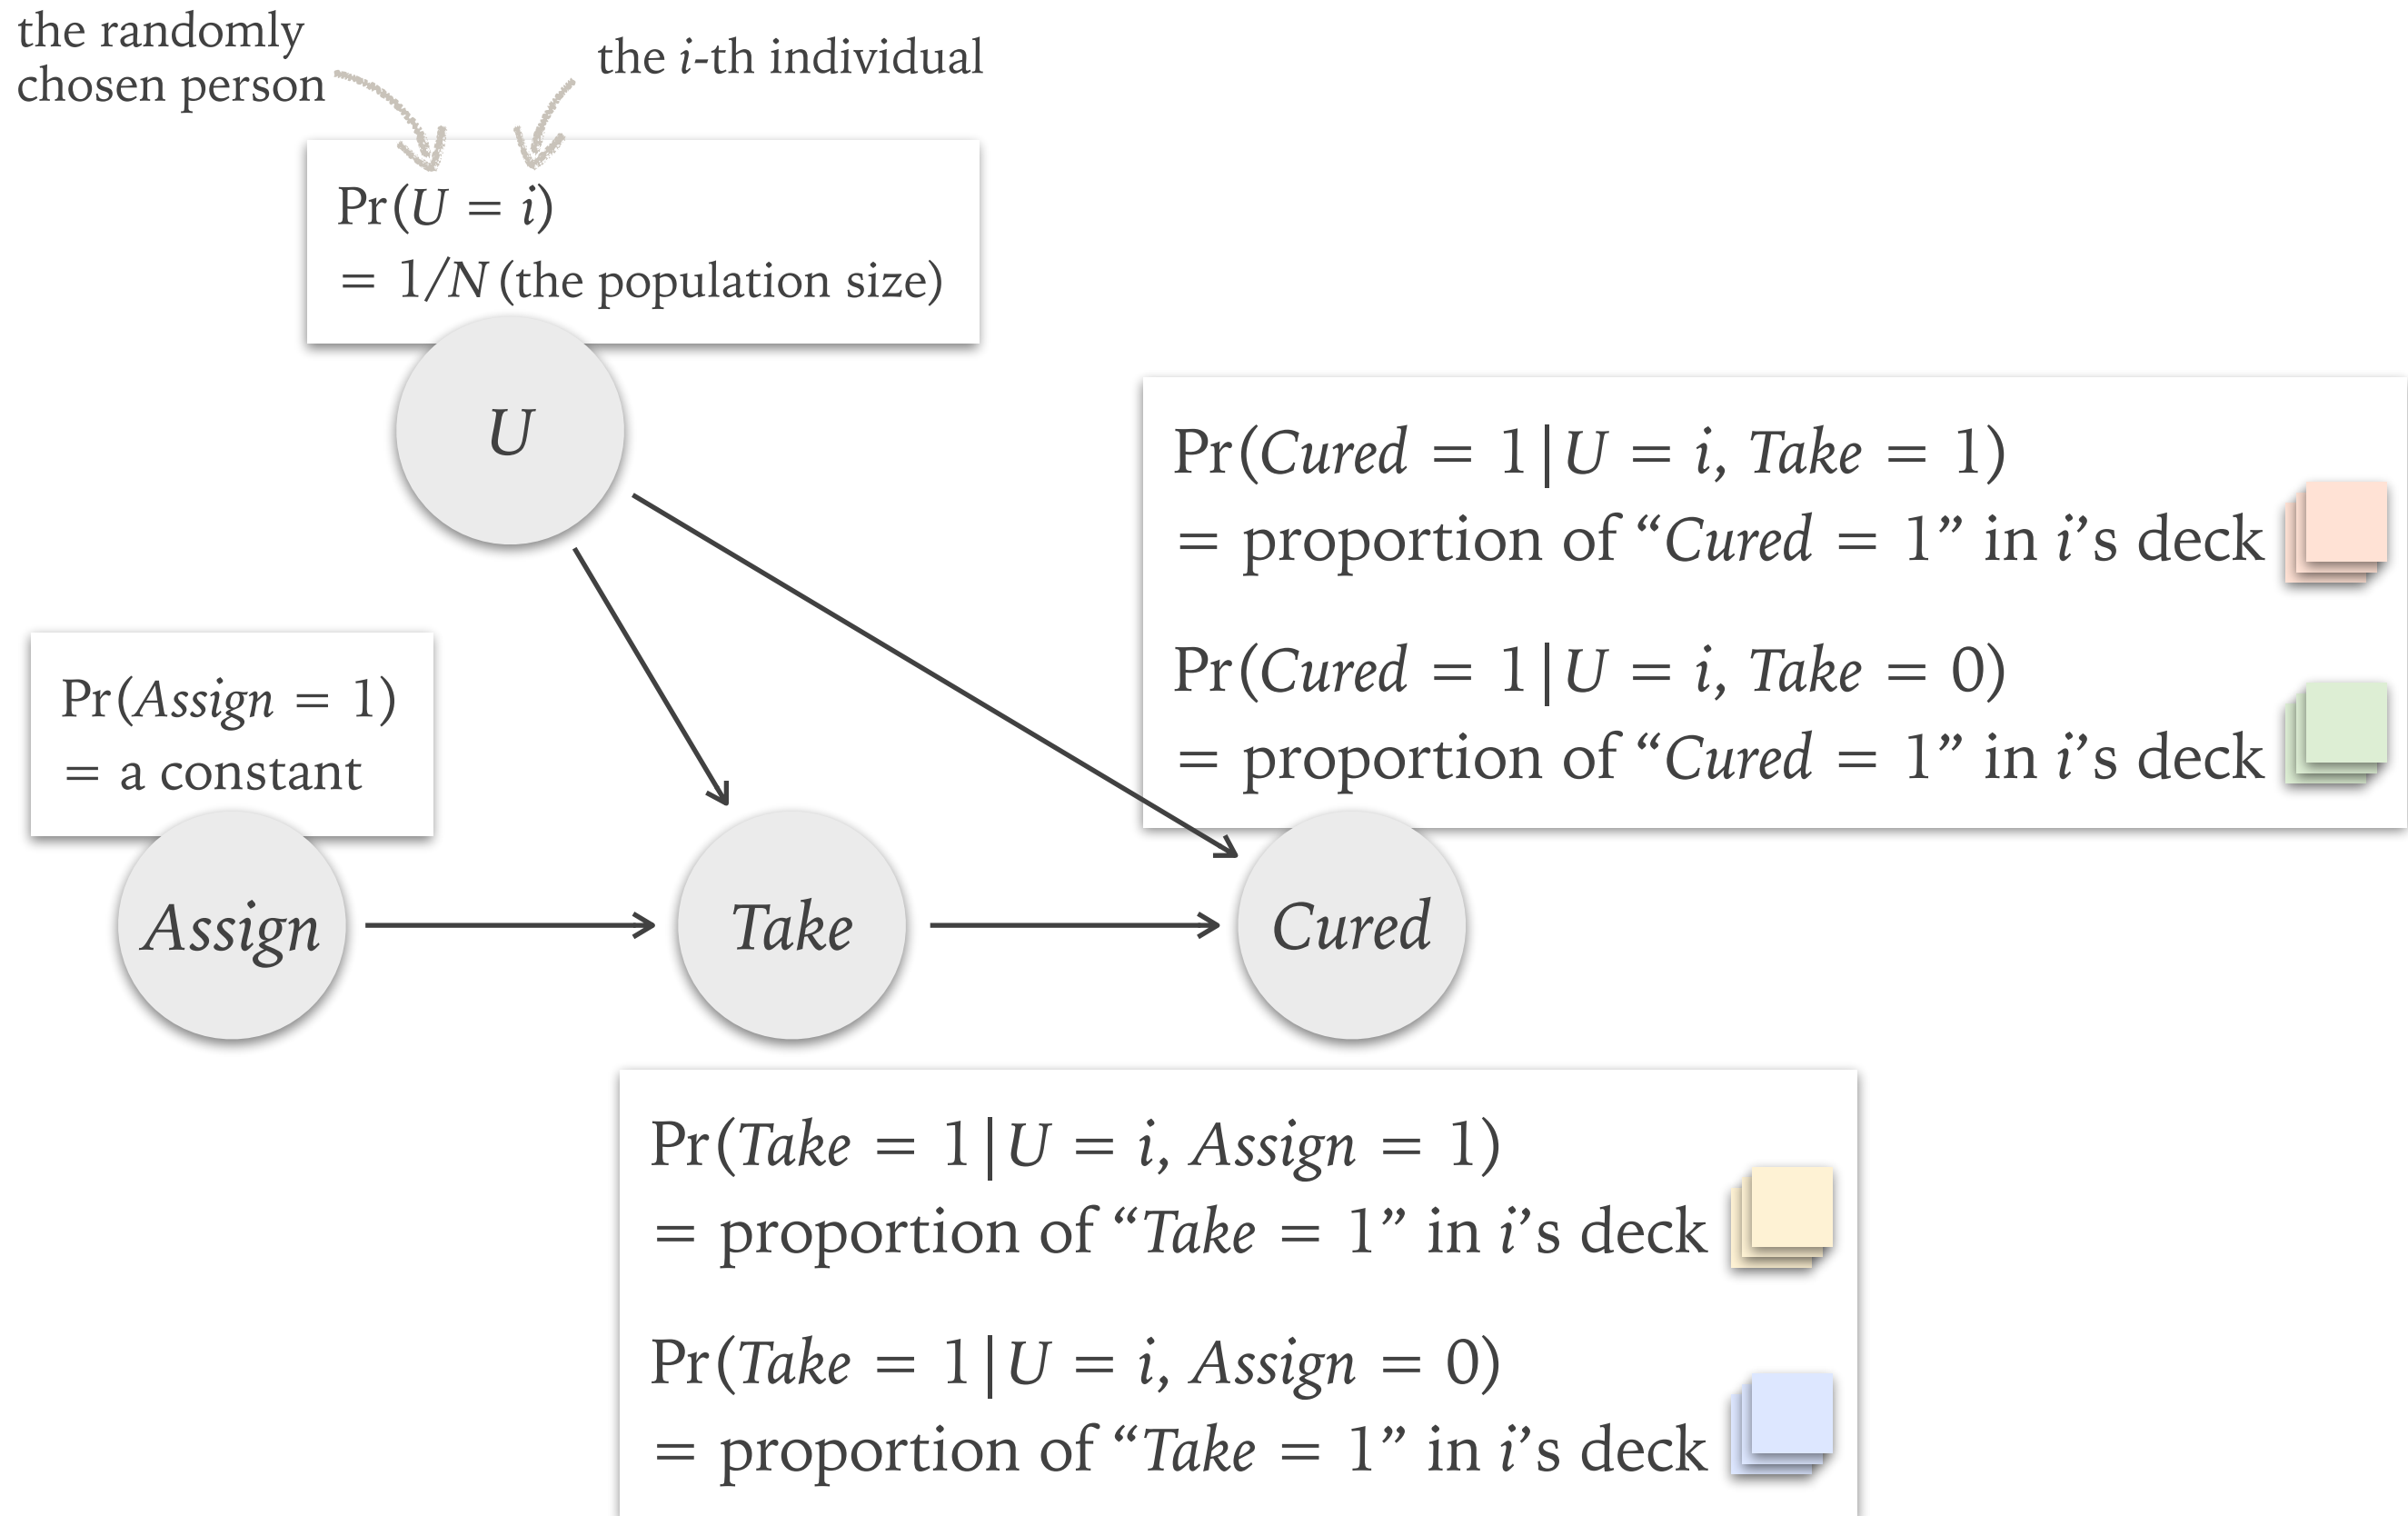 the randomly
chosen person
the i-th individual
Pr(U = i)
= 1/N (the population size)
U
Pr(Cured = 1 | U = i, Take = 1)
= proportion of “Cured = 1” in i’s deck
Pr(Cured = 1 | U = i, Take = 0)
= proportion of “Cured = 1” in i’s deck
Pr(Assign = 1)
= a constant
Assign
Take
Cured
Pr(Take = 1 | U = i, Assign = 1)
= proportion of “Take = 1” in i’s deck
Pr(Take = 1 | U = i, Assign = 0)
= proportion of “Take = 1” in i’s deck